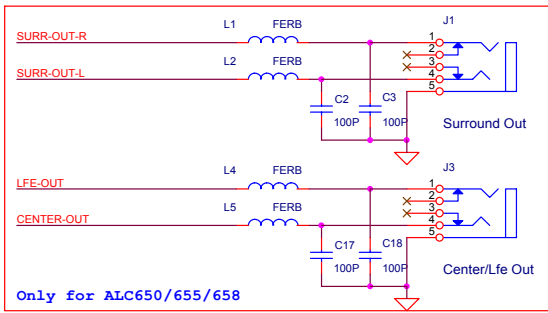 L1 FERB J1
SURR-OUT-R 1
2
3
L2 FERB
SURR-OUT-L 4
5
C2 C3
100P 100P
Surround Out
L4 FERB J3
LFE-OUT 1
2
3
L5 FERB
CENTER-OUT 4
5
C17 C18
100P 100P
Center/Lfe Out
Only for ALC650/655/658